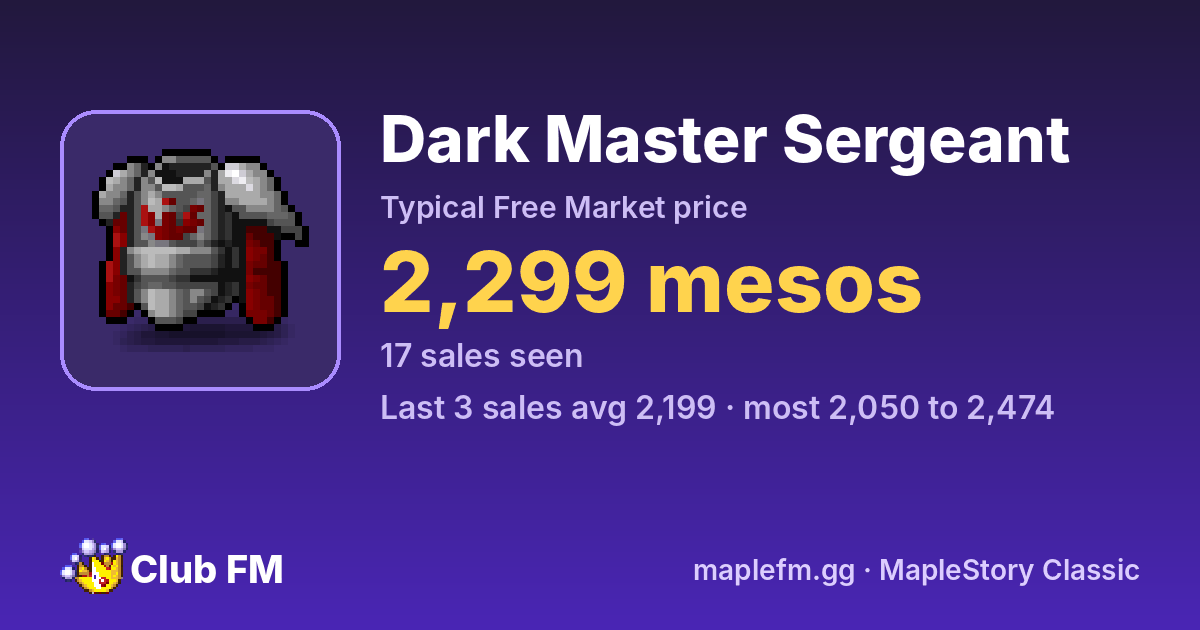 Dark Master Sergeant
Typical Free Market price
2,299 mesos
17 sales seen
Last 3 sales avg 2,199 · most 2,050 to 2,474
Club FM
maplefm.gg · MapleStory Classic